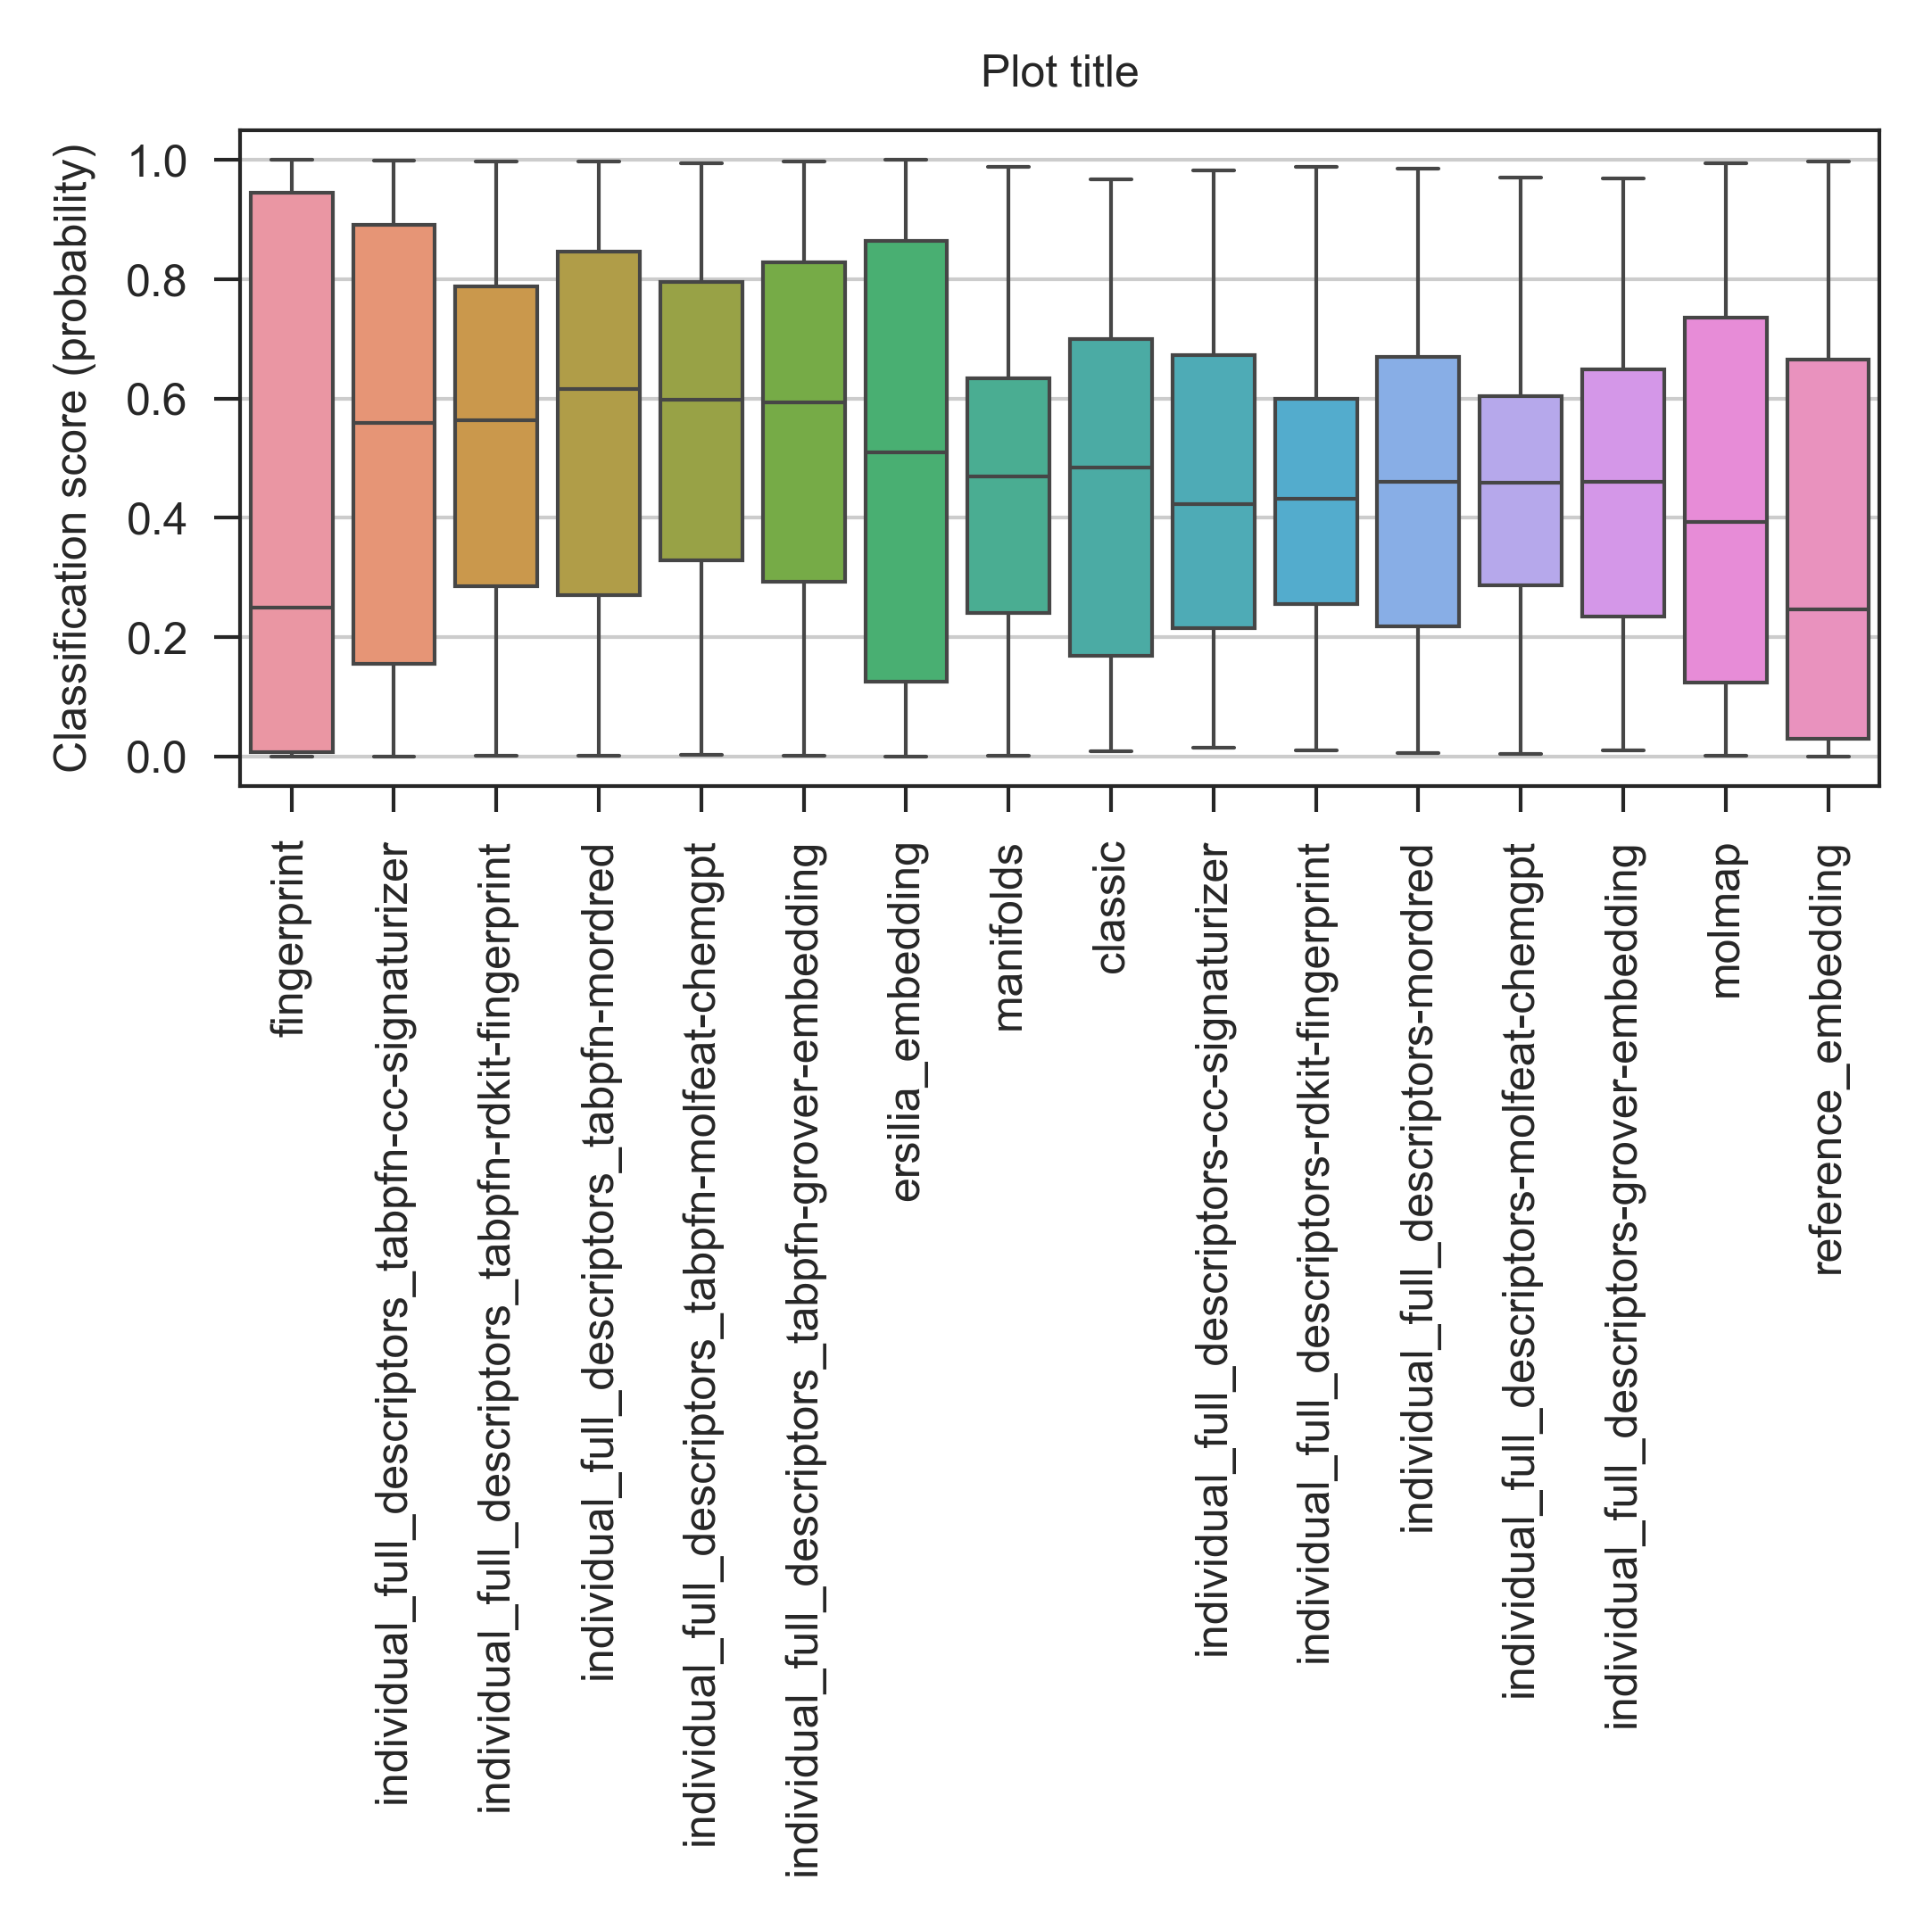 Plot title
Classification score (probability)
1.0
0.8
0.6
0.4
0.2
0.0
fingerprint
individual_full_descriptors_tabpfn-cc-signaturizer
individual_full_descriptors_tabpfn-rdkit-fingerprint
individual_full_descriptors_tabpfn-mordred
individual_full_descriptors_tabpfn-molfeat-chemgpt
individual_full_descriptors_tabpfn-grover-embedding
ersilia_embedding
manifolds
classic
individual_full_descriptors-cc-signaturizer
individual_full_descriptors-rdkit-fingerprint
individual_full_descriptors-mordred
individual_full_descriptors-molfeat-chemgpt
individual_full_descriptors-grover-embedding
molmap
reference_embedding